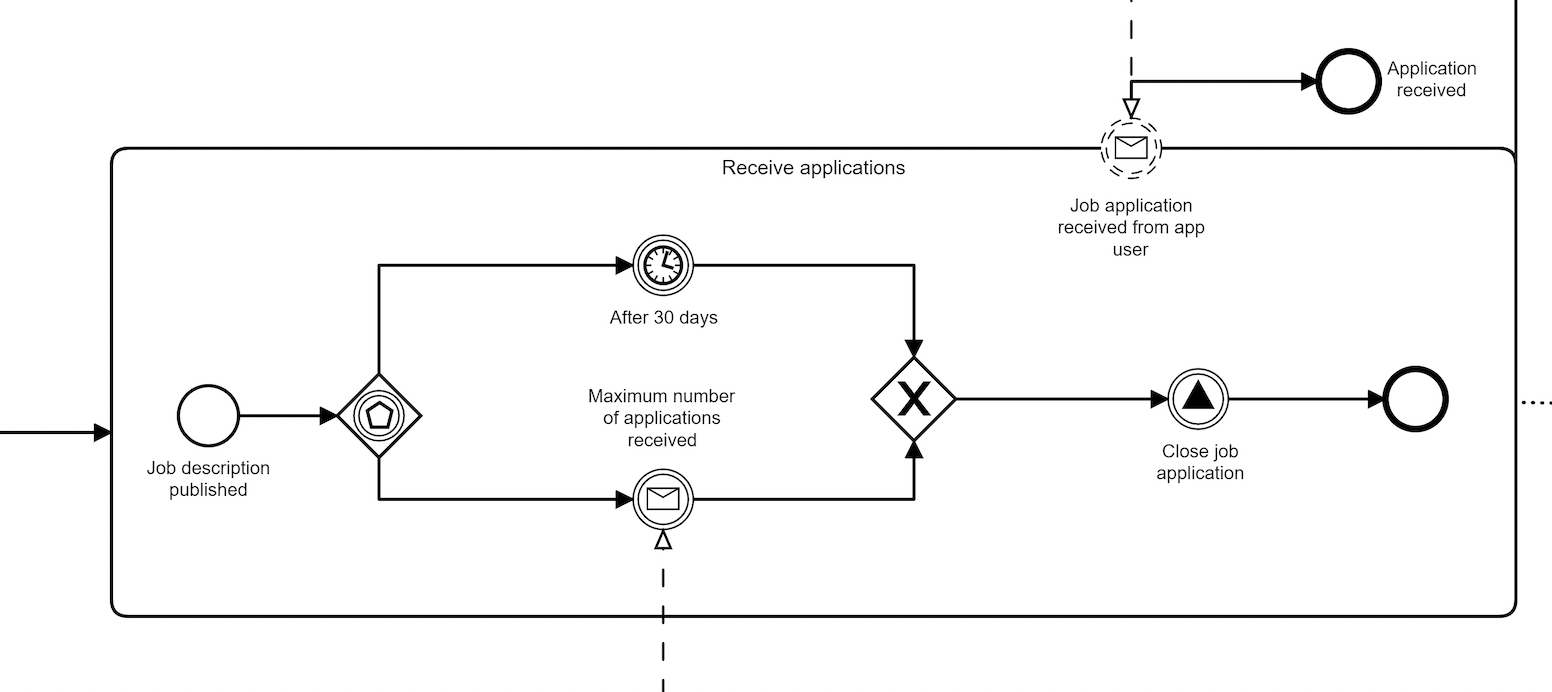 Application
received
Receive applications
Job application
received from app
user
After 30 days
Maximum number
of applications
received
Job description
published
X
Close job
application